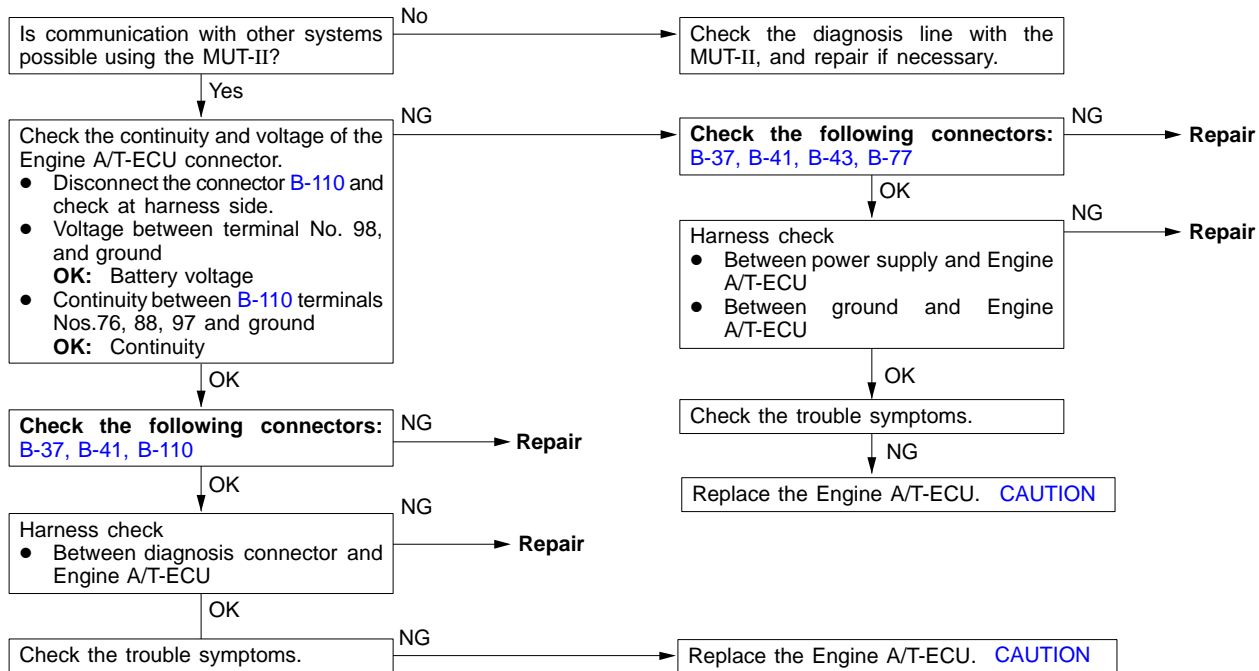 Is communication with other systems
possible using the MUT-II?
No
Check the diagnosis line with the
MUT-II, and repair if necessary.
Yes
Check the continuity and voltage of the
Engine A/T-ECU connector.
● Disconnect the connector B-110 and
check at harness side.
● Voltage between terminal No. 98,
and ground
OK: Battery voltage
● Continuity between B-110 terminals
Nos.76, 88, 97 and ground
OK: Continuity
NG
Check the following connectors:
B-37, B-41, B-43, B-77
NG
Repair
OK
Harness check
● Between power supply and Engine
A/T-ECU
● Between ground and Engine
A/T-ECU
NG
Repair
OK
Check the trouble symptoms.
NG
Replace the Engine A/T-ECU. CAUTION
OK
Check the following connectors:
B-37, B-41, B-110
NG
Repair
OK
Harness check
● Between diagnosis connector and
Engine A/T-ECU
NG
Repair
OK
Check the trouble symptoms.
NG
Replace the Engine A/T-ECU. CAUTION